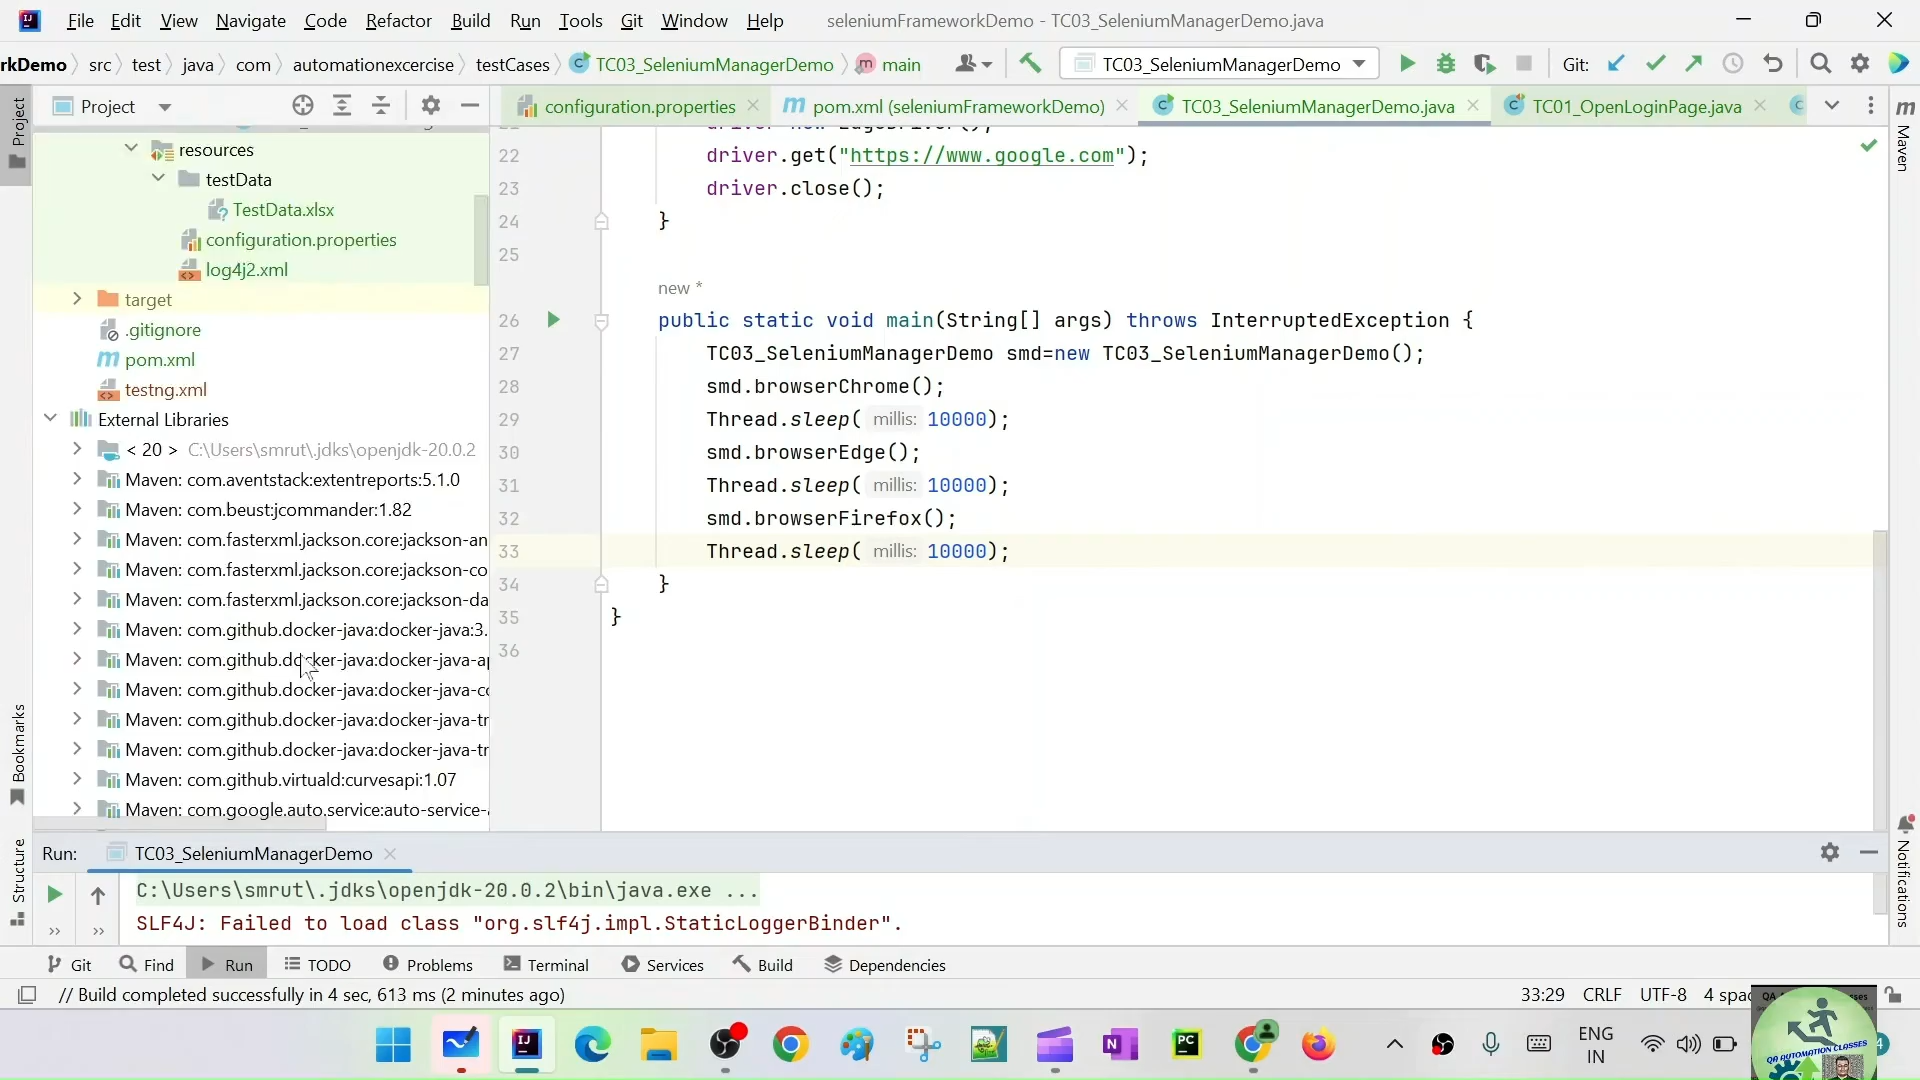 File Edit View Navigate Code Refactor Build Run Tools Git Window Help seleniumFrameworkDemo - TC03_SeleniumManagerDemo.java
rkDemo src test java com automationexcercise testCases TC03_SeleniumManagerDemo main TC03_SeleniumManagerDemo Git:
Project configuration.properties pom.xml (seleniumFrameworkDemo) TC03_SeleniumManagerDemo.java TC01_OpenLoginPage.java
Project
Maven
Bookmarks
Structure
Notifications
resources
testData
TestData.xlsx
configuration.properties
log4j2.xml
target
.gitignore
pom.xml
testng.xml
External Libraries
< 20 > C:\Users\smrut\.jdks\openjdk-20.0.2
Maven: com.aventstack:extentreports:5.1.0
Maven: com.beust:jcommander:1.82
Maven: com.fasterxml.jackson.core:jackson-an
Maven: com.fasterxml.jackson.core:jackson-co
Maven: com.fasterxml.jackson.core:jackson-da
Maven: com.github.docker-java:docker-java:3.
Maven: com.github.docker-java:docker-java-ap
Maven: com.github.docker-java:docker-java-co
Maven: com.github.docker-java:docker-java-tr
Maven: com.github.docker-java:docker-java-tr
Maven: com.github.virtuald:curvesapi:1.07
Maven: com.google.auto.service:auto-service-a
22 driver.get("https://www.google.com");
23 driver.close();
24 }
25
new *
26 public static void main(String[] args) throws InterruptedException {
27 TC03_SeleniumManagerDemo smd=new TC03_SeleniumManagerDemo();
28 smd.browserChrome();
29 Thread.sleep( millis: 10000);
30 smd.browserEdge();
31 Thread.sleep( millis: 10000);
32 smd.browserFirefox();
33 Thread.sleep( millis: 10000);
34 }
35 }
36
Run: TC03_SeleniumManagerDemo
C:\Users\smrut\.jdks\openjdk-20.0.2\bin\java.exe ...
SLF4J: Failed to load class "org.slf4j.impl.StaticLoggerBinder".
Git Find Run TODO Problems Terminal Services Build Dependencies
// Build completed successfully in 4 sec, 613 ms (2 minutes ago) 33:29 CRLF UTF-8 4 spac
ENG
IN
QA AUTOMATION CLASSES